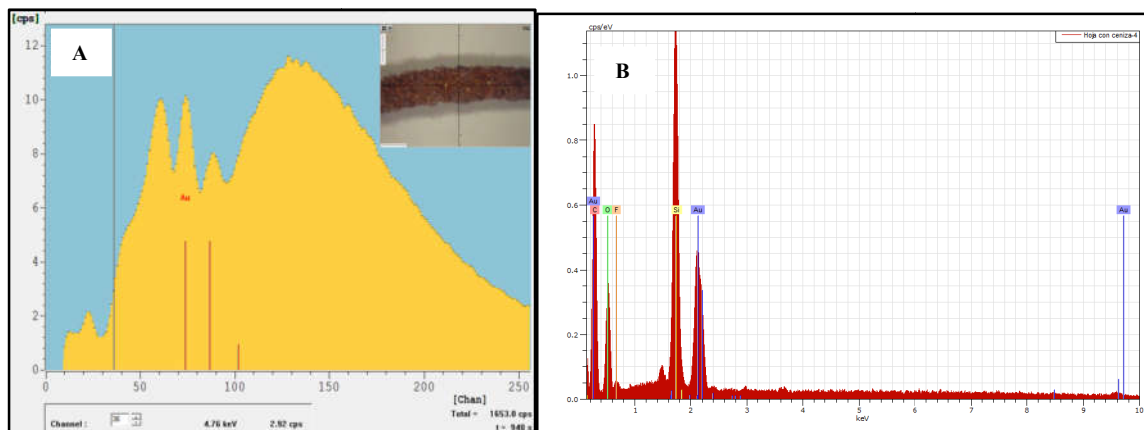 [cps]
A
12
10
8
6
4
2
0
Au
0 50 100 150 200 250
[Chan]
Channel : 36 4.76 keV 2.92 cps
Total = 1653.0 cps
t = 940 s
cps/eV
B
Hoja con ceniza-4
1.0
0.8
0.6
0.4
0.2
0.0
Au
C O F Si Au Au
1 2 3 4 5 6 7 8 9 10
keV